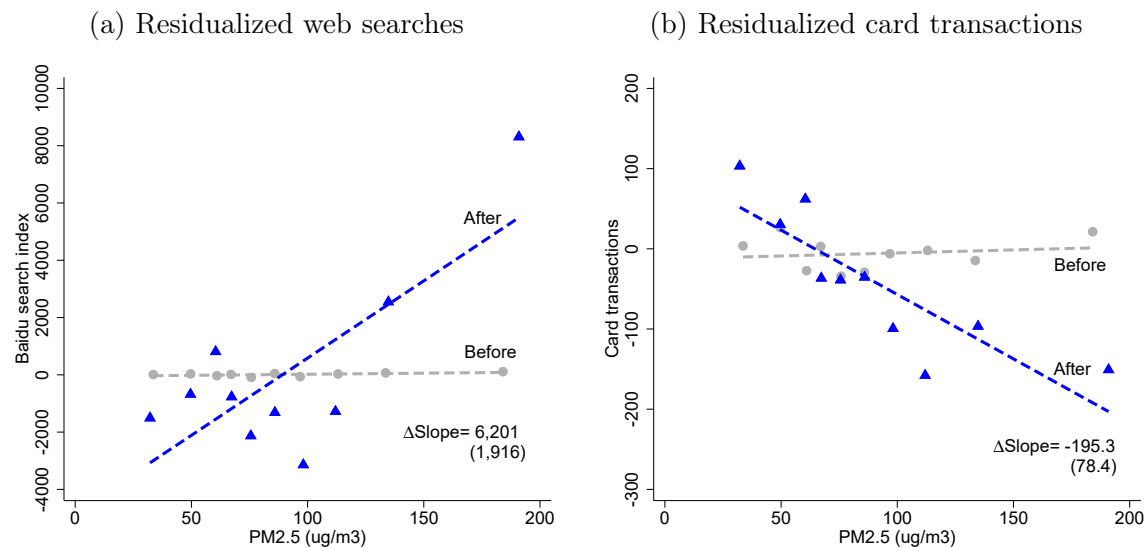 (a) Residualized web searches
Baidu search index
10000
8000
6000
4000
2000
0
-2000
-4000
After
Before
ΔSlope= 6,201
(1,916)
0
50
100
150
200
PM2.5 (ug/m3)
(b) Residualized card transactions
Card transactions
200
100
0
-100
-200
-300
Before
After
ΔSlope= -195.3
(78.4)
0
50
100
150
200
PM2.5 (ug/m3)